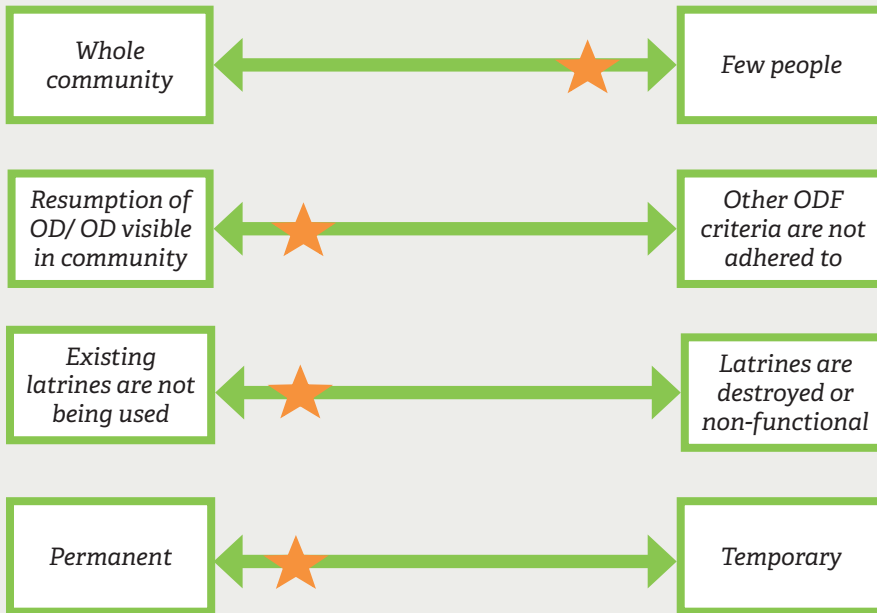 Whole
community
Few people
Resumption of
OD/ OD visible
in community
Other ODF
criteria are not
adhered to
Existing
latrines are not
being used
Latrines are
destroyed or
non-functional
Permanent
Temporary